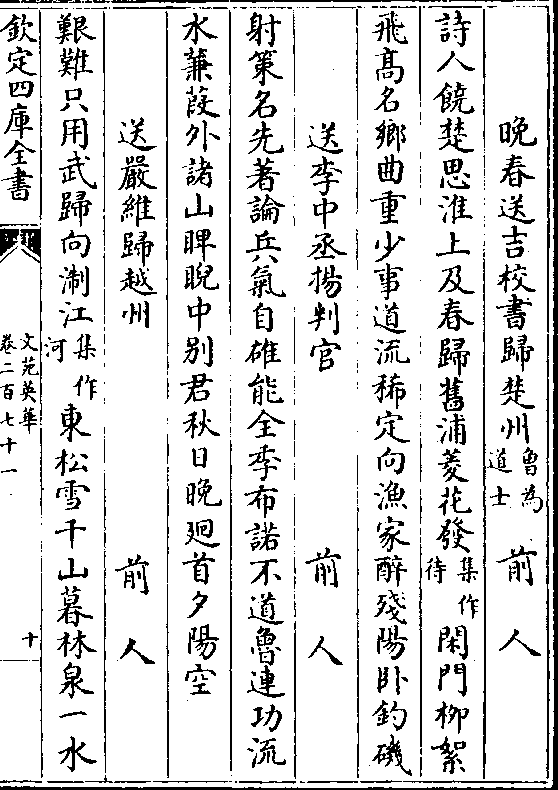 晚春送吉校書歸楚州魯為道士 前人
詩人饒楚思淮上及春歸舊浦菱花發集作待閑門柳絮
飛髙名鄉曲重少事道流稀定向漁家醉殘陽卧釣磯
送李中丞揚判官 前人
射策名先著論兵氣自雄能全季布諾不道魯連功流
水蒹葭外諸山睥睨中别君秋日晚廻首夕陽空
送嚴維歸越州 前人
艱難只用武歸向淛江集作河東松雪千山暮林泉一水
欽定四庫全書
文苑英華
卷二百七十一
十